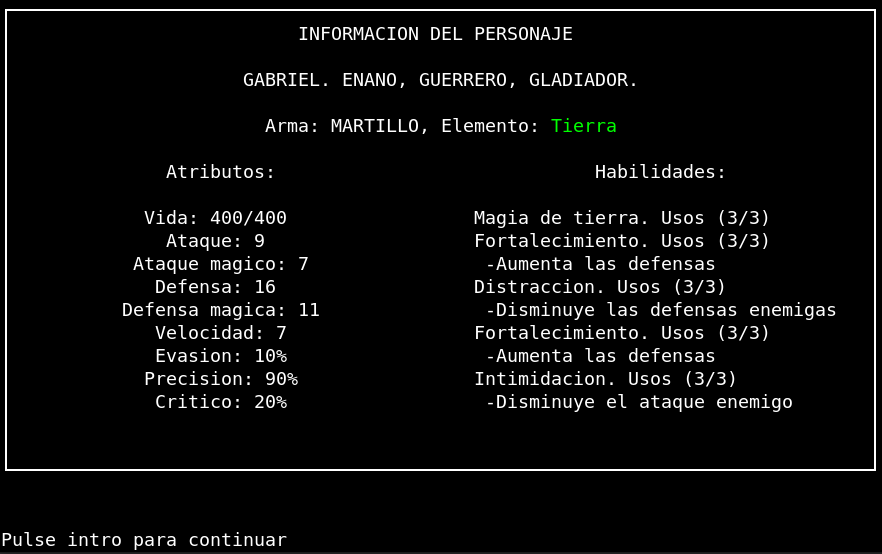 INFORMACION DEL PERSONAJE
GABRIEL. ENANO, GUERRERO, GLADIADOR.
Arma: MARTILLO, Elemento: Tierra
Atributos:
Vida: 400/400
Ataque: 9
Ataque magico: 7
Defensa: 16
Defensa magica: 11
Velocidad: 7
Evasion: 10%
Precision: 90%
Critico: 20%
Habilidades:
Magia de tierra. Usos (3/3)
Fortalecimiento. Usos (3/3)
-Aumenta las defensas
Distraccion. Usos (3/3)
-Disminuye las defensas enemigas
Fortalecimiento. Usos (3/3)
-Aumenta las defensas
Intimidacion. Usos (3/3)
-Disminuye el ataque enemigo
Pulse intro para continuar